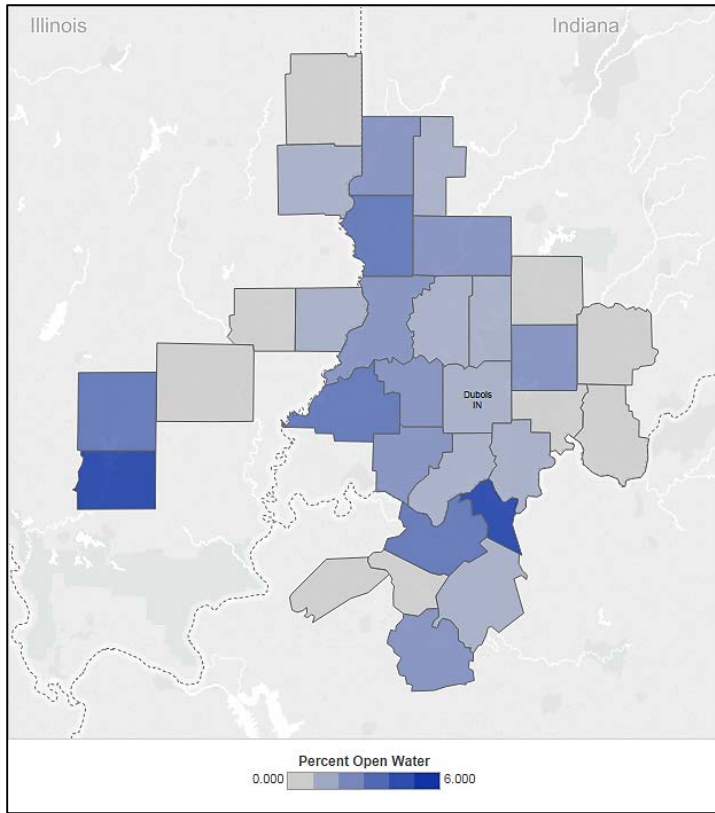 Illinois
Indiana
Dubois
IN
Percent Open Water
0.000 6.000